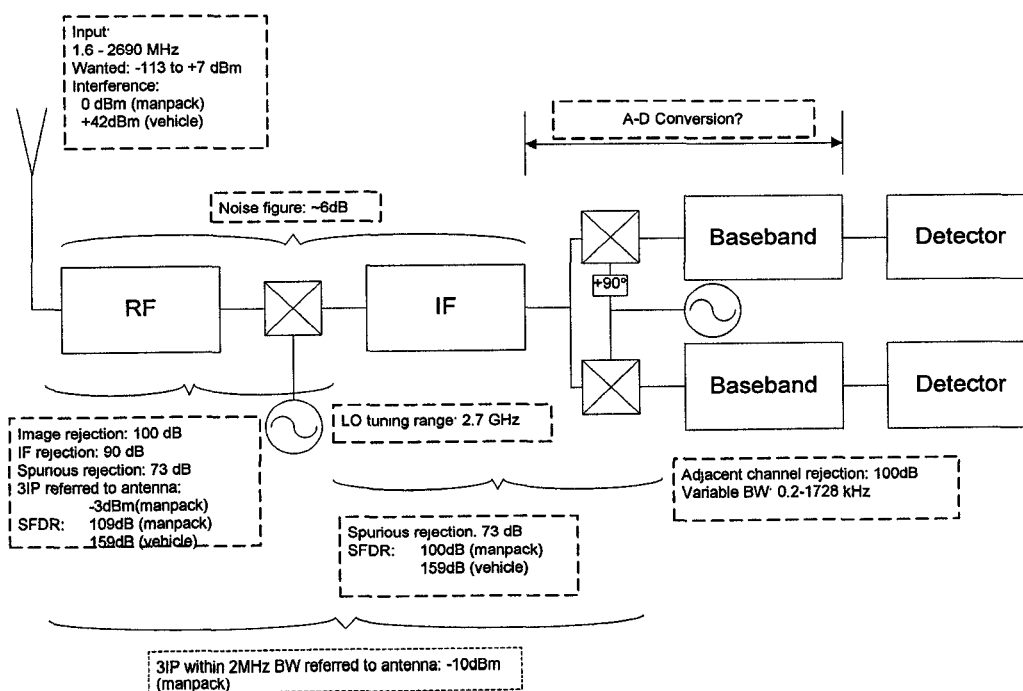 Input:
1.6 - 2690 MHz
Wanted: -113 to +7 dBm
Interference:
0 dBm (manpack)
+42dBm (vehicle)
A-D Conversion?
Noise figure: ~6dB
RF
IF
+90°
Baseband
Detector
Baseband
Detector
LO tuning range: 2.7 GHz
Image rejection: 100 dB
IF rejection: 90 dB
Spurious rejection: 73 dB
3IP referred to antenna:
-3dBm(manpack)
SFDR: 109dB (manpack)
159dB (vehicle)
Adjacent channel rejection: 100dB
Variable BW: 0.2-1728 kHz
Spurious rejection. 73 dB
SFDR: 100dB (manpack)
159dB (vehicle)
3IP within 2MHz BW referred to antenna: -10dBm
(manpack)